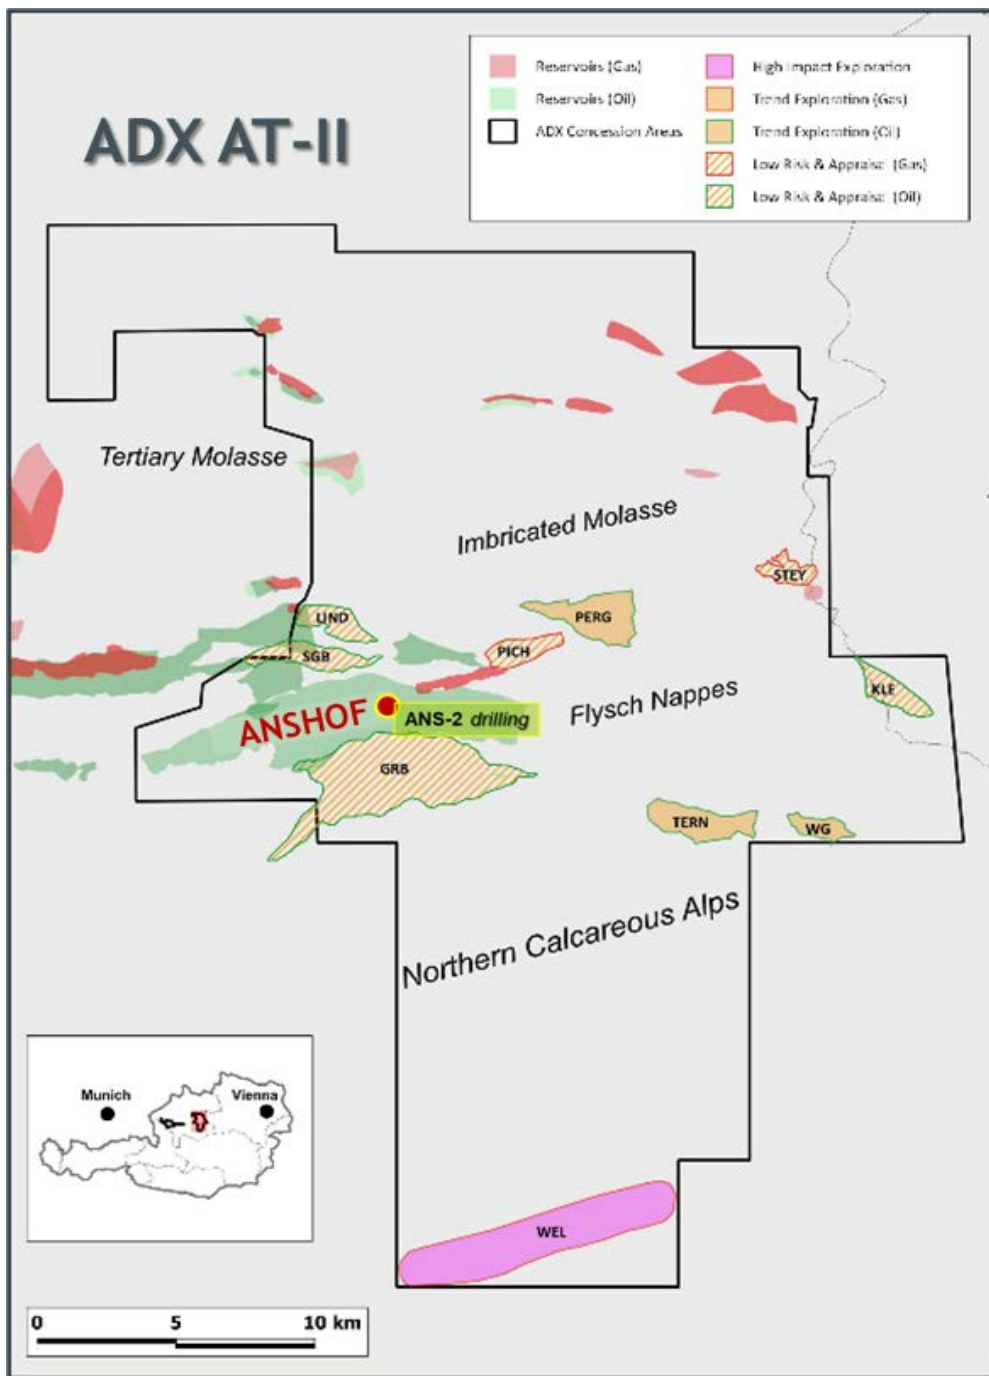 ADX AT-II
Reservoirs (Gas)
Reservoirs (Oil)
ADX Concession Areas
High Impact Exploration
Trend Exploration (Gas)
Trend Exploration (Oil)
Low Risk & Appraisal (Gas)
Low Risk & Appraisal (Oil)
Tertiary Molasse
Imbricated Molasse
STEY
LIND
PERG
SGB
PICH
KLE
Flysch Nappes
ANSHOF
ANS-2 drilling
GRB
TERN
WG
Northern Calcareous Alps
Munich
Vienna
WEL
0 5 10 km